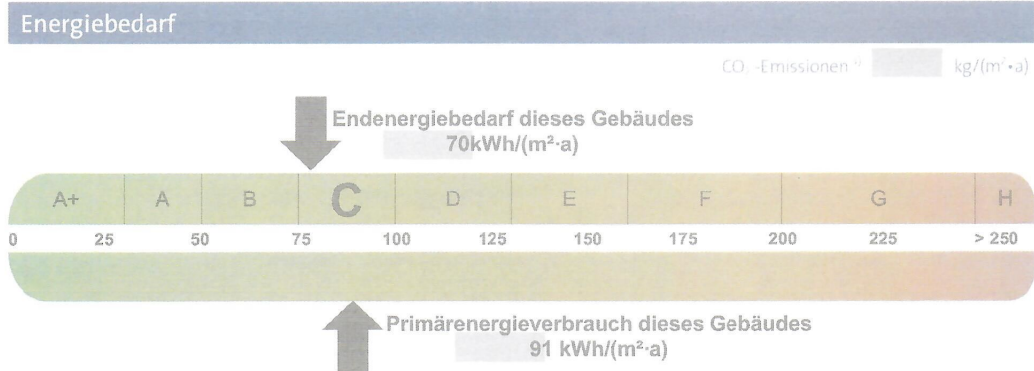 Energiebedarf
CO₂-Emissionen kg/(m²•a)
Endenergiebedarf dieses Gebäudes
70kWh/(m²·a)
A+ A B C D E F G H
0 25 50 75 100 125 150 175 200 225 > 250
Primärenergieverbrauch dieses Gebäudes
91 kWh/(m²·a)